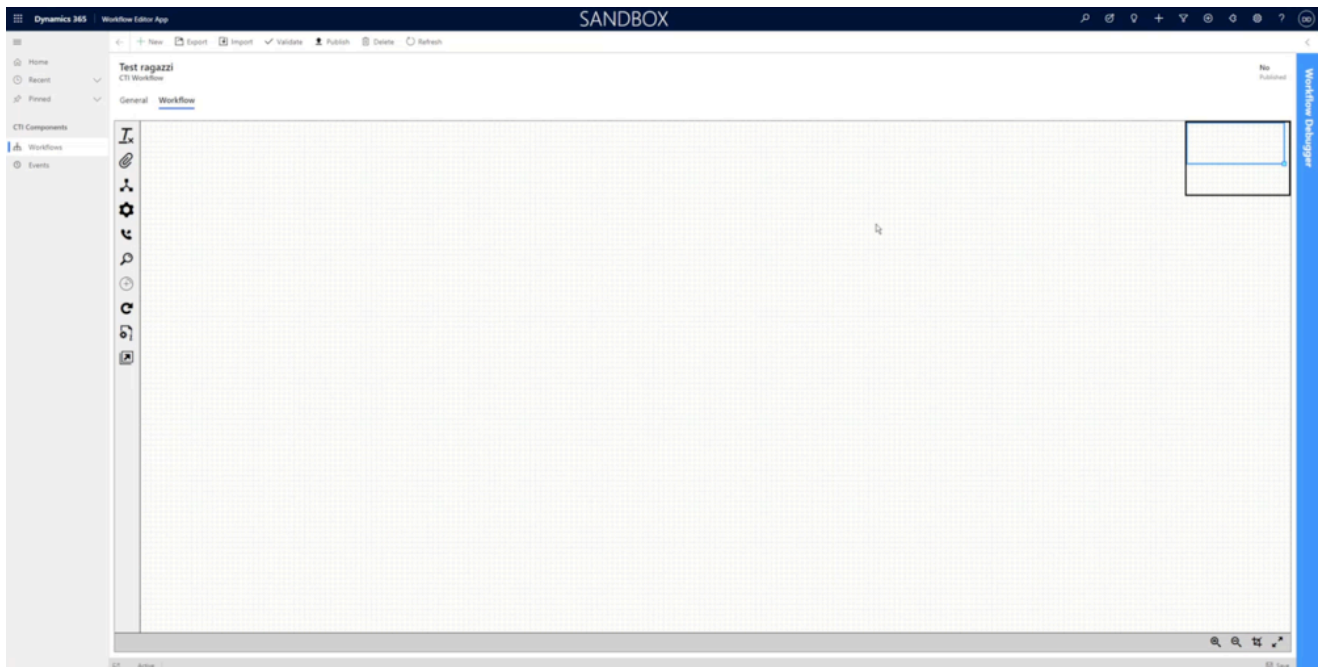 Dynamics 365 Workflow Editor App SANDBOX ? DD
New Export Import Validate Publish Delete Refresh
Home
Recent
Pinned
CTI Components
Workflows
Events
Test ragazzi
CTI Workflow
No
Published
General Workflow
Workflow Debugger
Active
Save